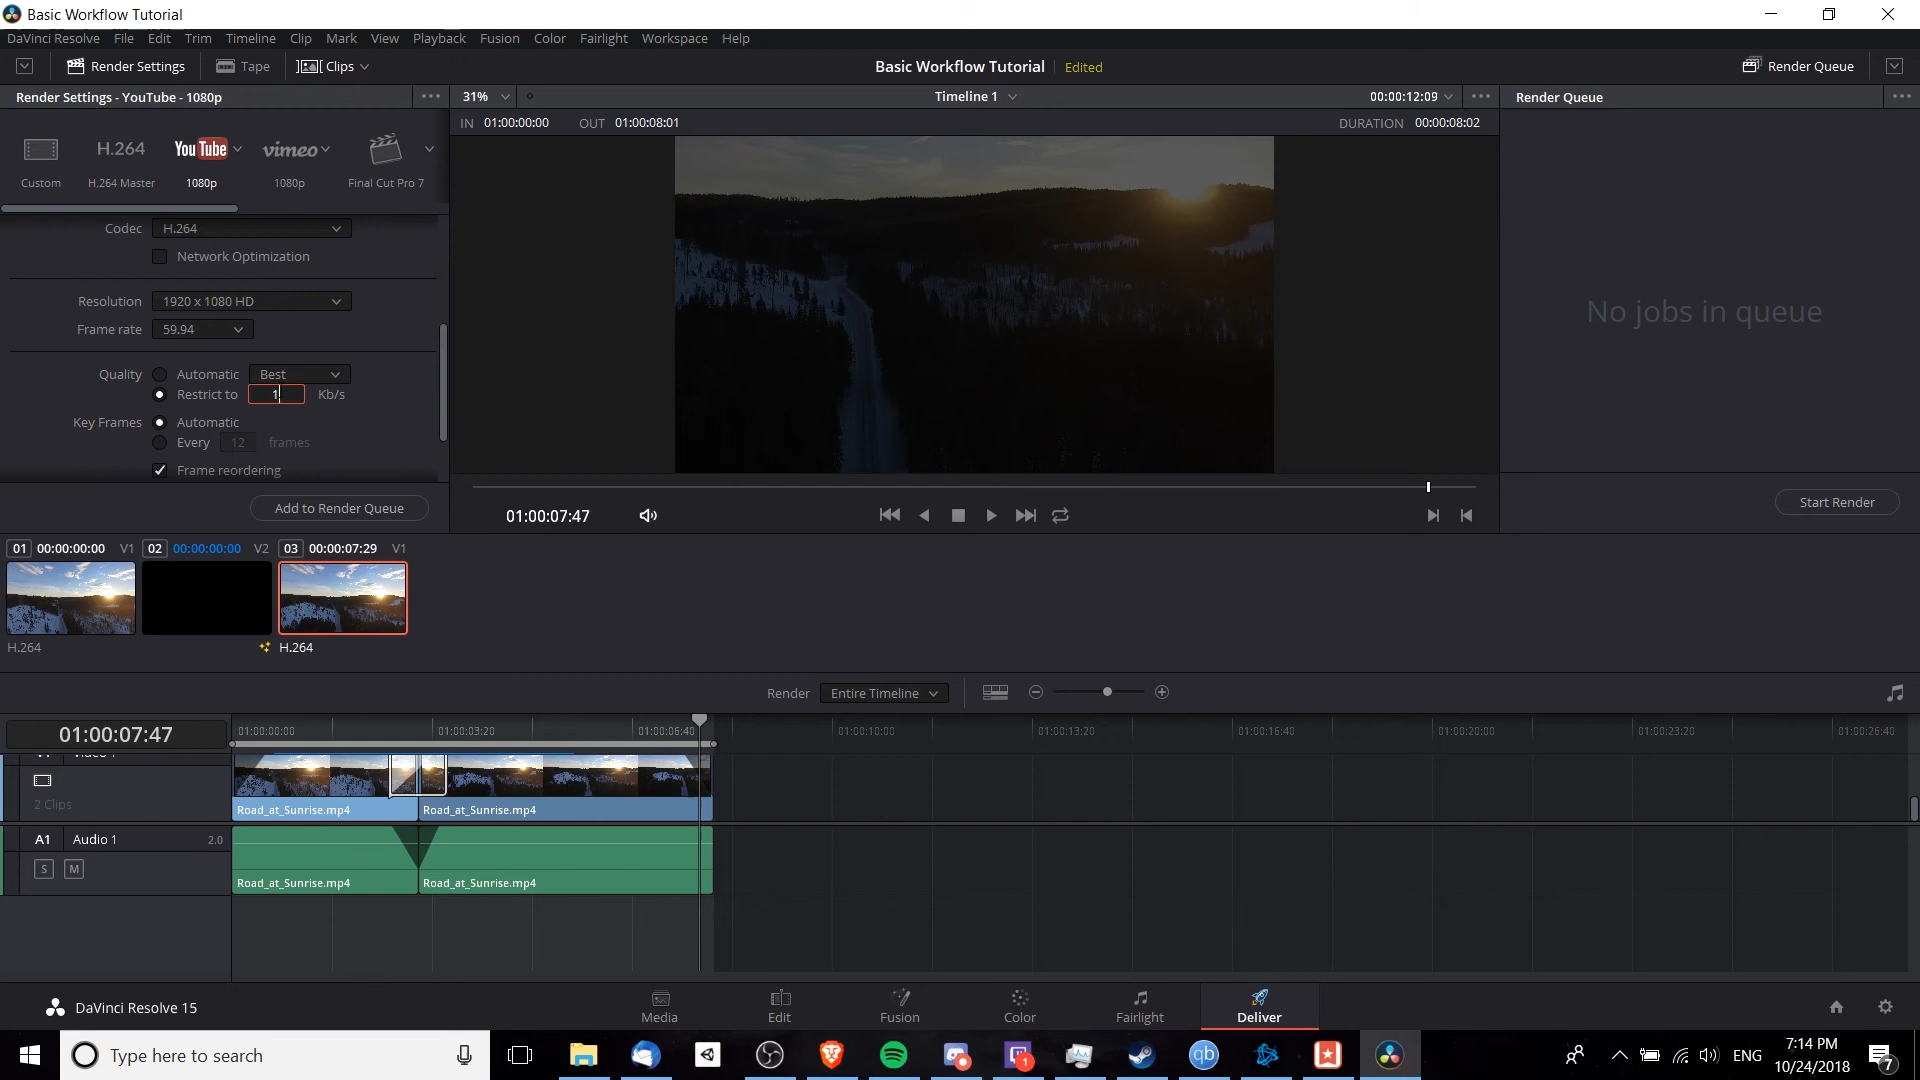 Basic Workflow Tutorial
DaVinci Resolve File Edit Trim Timeline Clip Mark View Playback Fusion Color Fairlight Workspace Help
Render Settings Tape Clips Basic Workflow Tutorial Edited Render Queue
Render Settings - YouTube - 1080p 31% Timeline 1 00:00:12:09 Render Queue
IN 01:00:00:00 OUT 01:00:08:01 DURATION 00:00:08:02
H.264 YouTube vimeo
Custom H.264 Master 1080p 1080p Final Cut Pro 7
Codec H.264
Network Optimization
Resolution 1920 x 1080 HD
Frame rate 59.94
No jobs in queue
Quality Automatic Best
Restrict to 1 Kb/s
Key Frames Automatic
Every 12 frames
Frame reordering
Add to Render Queue
01:00:07:47
Start Render
01 00:00:00:00 V1 02 00:00:00:00 V2 03 00:00:07:29 V1
H.264 H.264
Render Entire Timeline
01:00:07:47 01:00:00:00 01:00:03:20 01:00:06:40 01:00:10:00 01:00:13:20 01:00:16:40 01:00:20:00 01:00:23:20 01:00:26:40
2 Clips
Road_at_Sunrise.mp4 Road_at_Sunrise.mp4
A1 Audio 1 2.0
S M
Road_at_Sunrise.mp4 Road_at_Sunrise.mp4
DaVinci Resolve 15 Media Edit Fusion Color Fairlight Deliver
Type here to search
qb
1
ENG
7:14 PM
10/24/2018
7